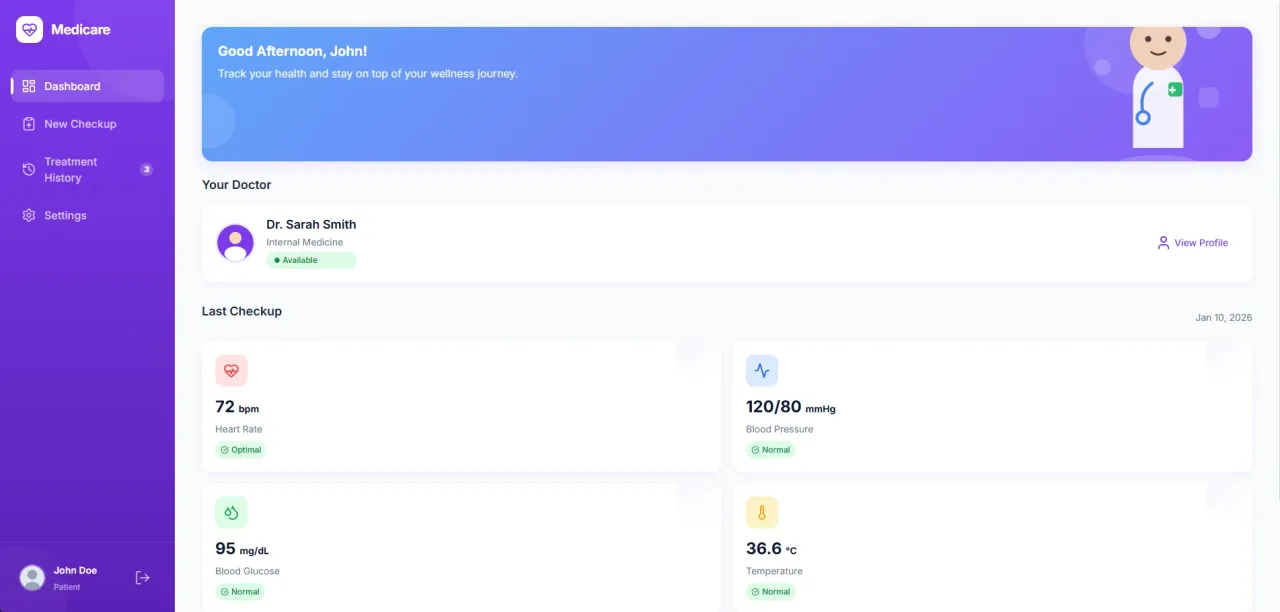 Medicare
Dashboard
New Checkup
Treatment
History
3
Settings
John Doe
Patient
Good Afternoon, John!
Track your health and stay on top of your wellness journey.
Your Doctor
Dr. Sarah Smith
Internal Medicine
Available
View Profile
Last Checkup
Jan 10, 2026
72 bpm
Heart Rate
Optimal
120/80 mmHg
Blood Pressure
Normal
95 mg/dL
Blood Glucose
Normal
36.6 °C
Temperature
Normal